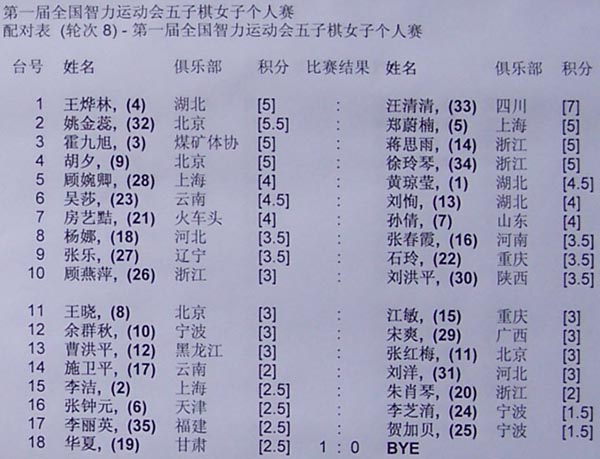 第一届全国智力运动会五子棋女子个人赛
配对表 (轮次 8) - 第一届全国智力运动会五子棋女子个人赛
台号 姓名 俱乐部 积分 比赛结果 姓名 俱乐部 积分
1 王烨林, (4) 湖北 [5] : 汪清清, (33) 四川 [7]
2 姚金蕊, (32) 北京 [5.5] : 郑蔚楠, (5) 上海 [5]
3 霍九旭, (3) 煤矿体协 [5] : 蒋思雨, (14) 浙江 [5]
4 胡夕, (9) 北京 [5] : 徐玲琴, (34) 浙江 [5]
5 顾婉卿, (28) 上海 [4] : 黄琼莹, (1) 湖北 [4.5]
6 吴莎, (23) 云南 [4.5] : 刘恂, (13) 湖北 [4]
7 房艺, (21) 火车头 [4] : 孙倩, (7) 山东 [4]
8 杨娜, (18) 河北 [3.5] : 张春霞, (16) 河南 [3.5]
9 张乐, (27) 辽宁 [3.5] : 石玲, (22) 重庆 [3.5]
10 顾燕萍, (26) 浙江 [3] : 刘洪平, (30) 陕西 [3.5]
11 王晓, (8) 北京 [3] : 江敏, (15) 重庆 [3]
12 余群秋, (10) 宁波 [3] : 宋爽, (29) 广西 [3]
13 曹洪平, (12) 黑龙江 [3] : 张红梅, (11) 北京 [3]
14 施卫平, (17) 云南 [2] : 刘洋, (31) 河北 [3]
15 李洁, (2) 上海 [2.5] : 朱肖琴, (20) 浙江 [2]
16 张钟元, (6) 天津 [2.5] : 李芝淯, (24) 宁波 [1.5]
17 李丽英, (35) 福建 [2.5] : 贺加贝, (25) 宁波 [1.5]
18 华夏, (19) 甘肃 [2.5] 1 : 0 BYE